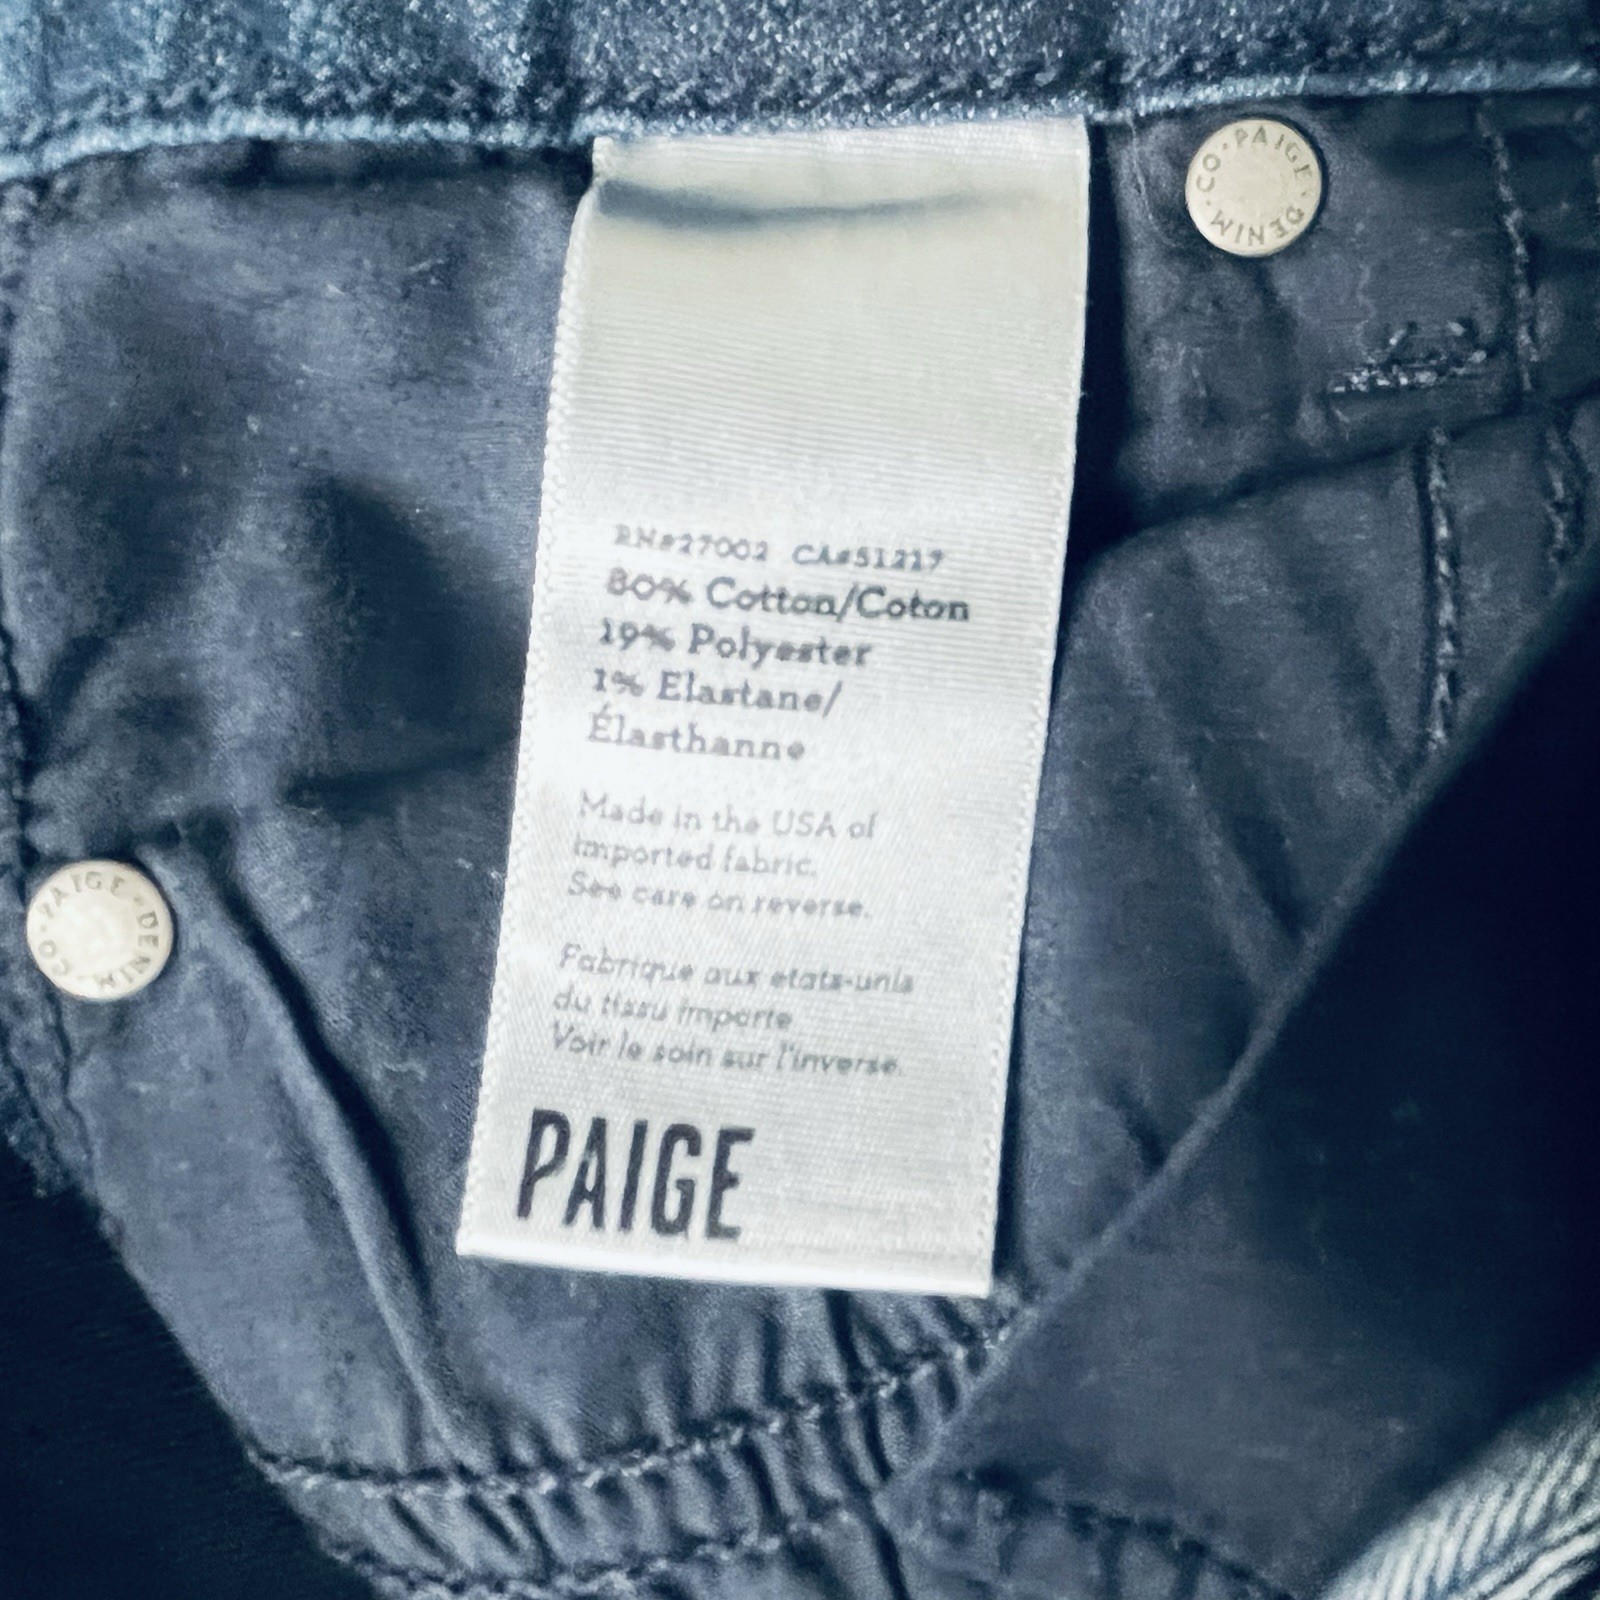 PAIGE · DENIM · CO ·
RN#27002 CA#51217
80% Cotton/Coton
19% Polyester
1% Elastane/
Élasthanne
Made in the USA of
imported fabric.
See care on reverse.
Fabrique aux etats-unis
du tissu importe
Voir le soin sur l'inverse.
PAIGE · DENIM · CO ·
PAIGE